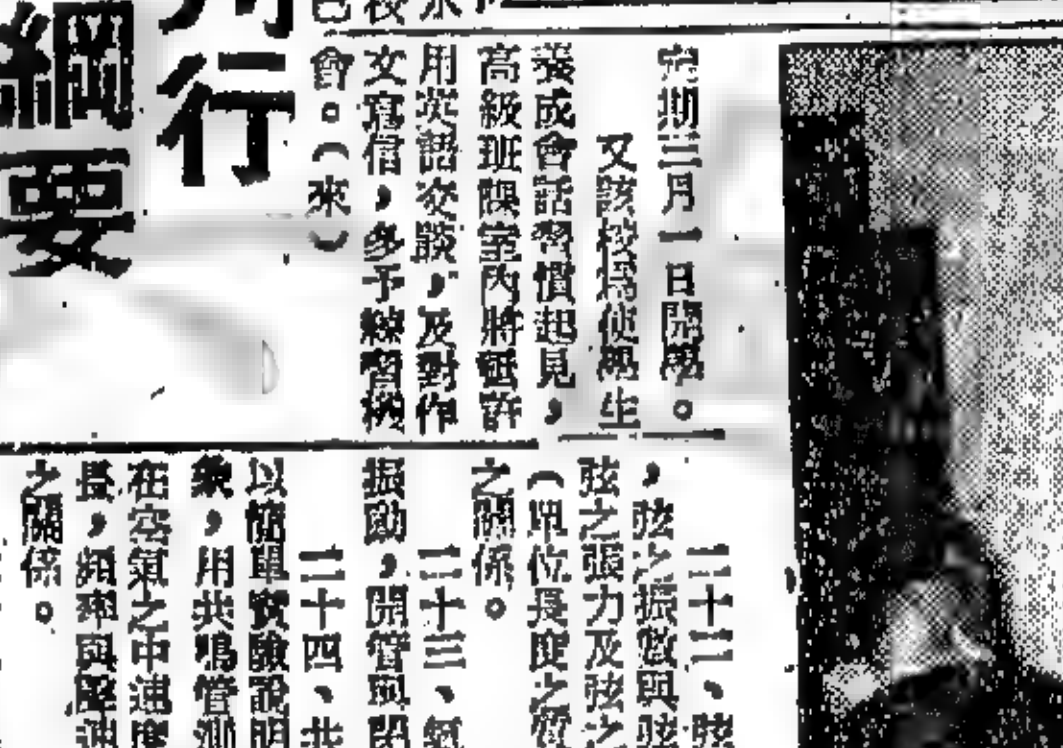 定期三月一日開學。
又該校爲使學生
養成會話習慣起見，
高級班課室內將祗許
用英語交談，及對作
文寫信，多予練習機
會。（來）
行
綱要
二十二、弦
，弦之振數與弦
弦之張力及弦之
（單位長度之質
之關係。
二十三、氣
振動，開管與閉
二十四、共
以簡單實驗說明
象，用共鳴管測
在空氣之中速度
長，頻率與音速
之關係。